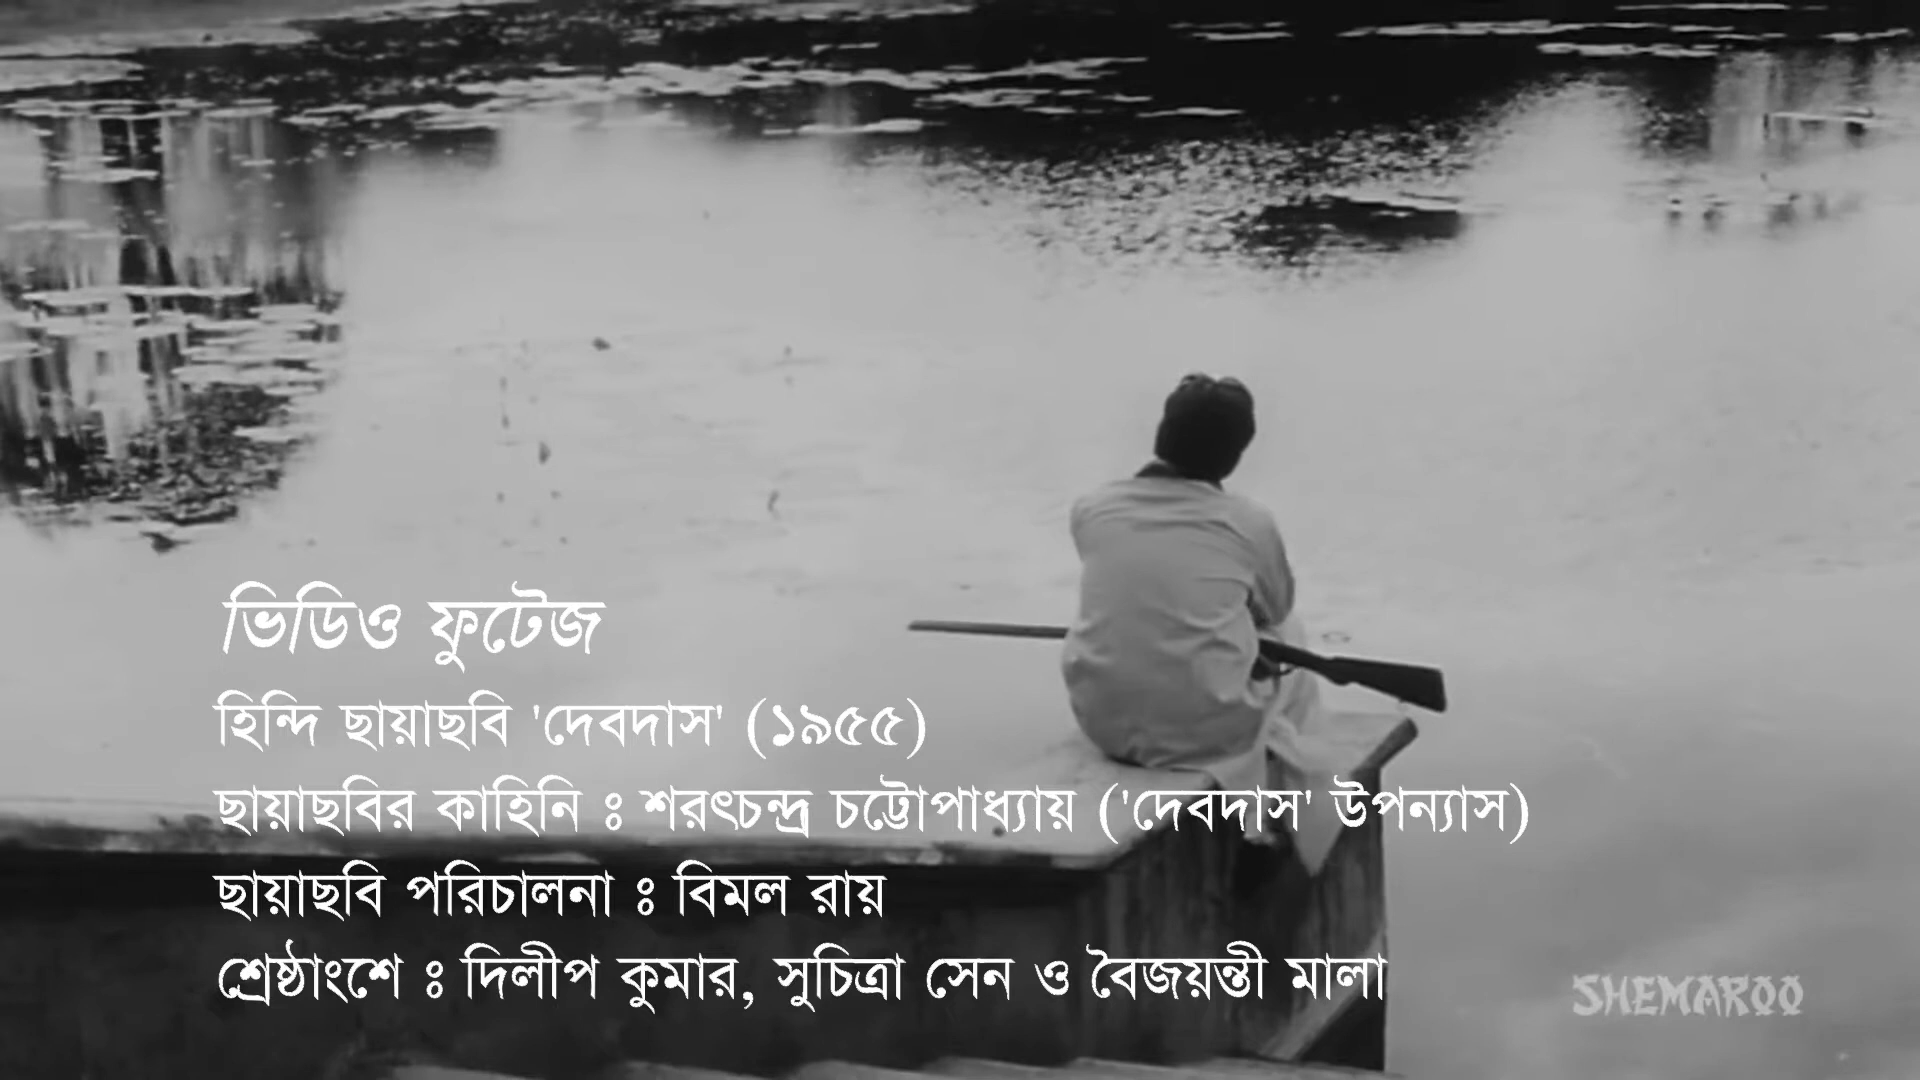 ভিডিও ফুটেজ
হিন্দি ছায়াছবি 'দেবদাস' (১৯৫৫)
ছায়াছবির কাহিনি ঃ শরৎচন্দ্র চট্টোপাধ্যায় ('দেবদাস' উপন্যাস)
ছায়াছবি পরিচালনা ঃ বিমল রায়
শ্রেষ্ঠাংশে ঃ দিলীপ কুমার, সুচিত্রা সেন ও বৈজয়ন্তী মালা
SHEMAROO